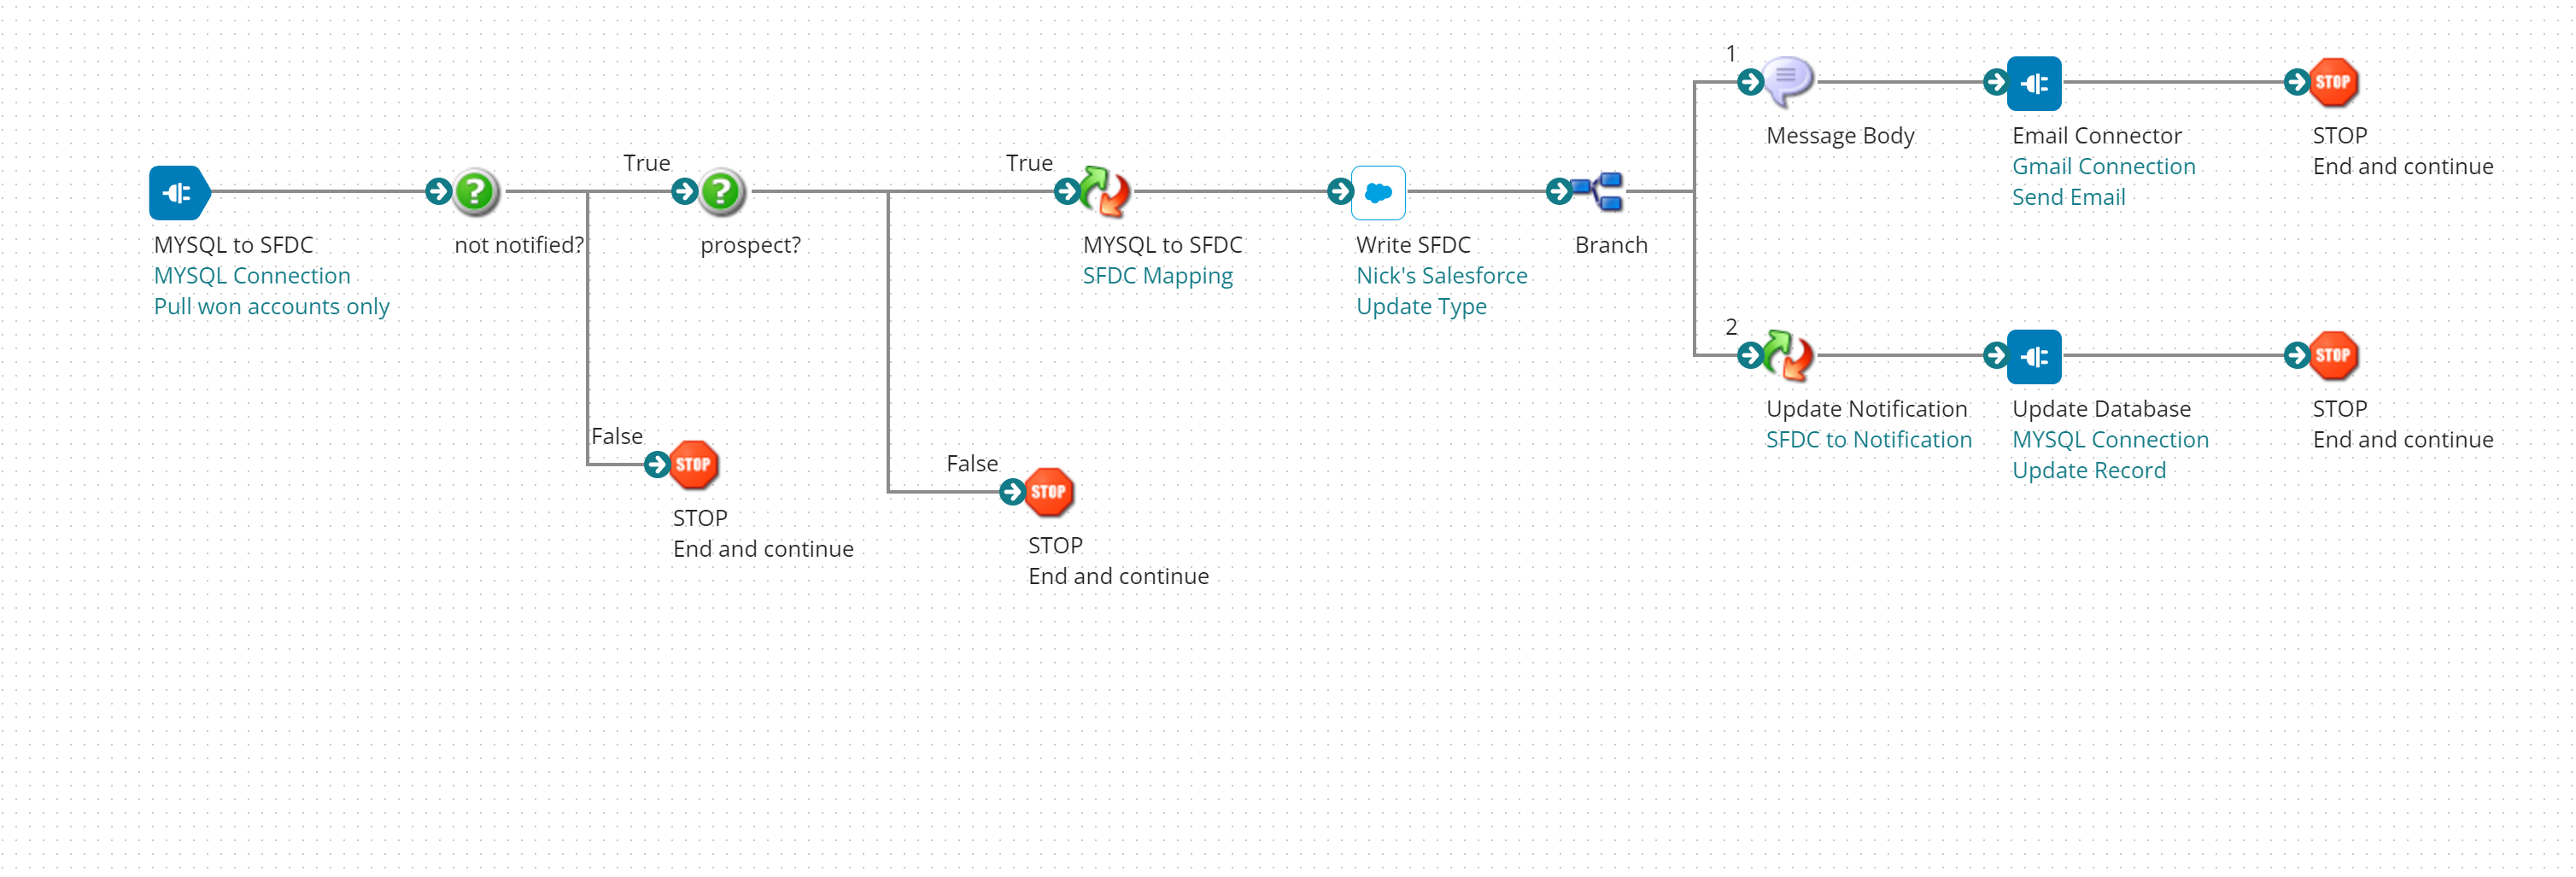 MYSQL to SFDC
MYSQL Connection
Pull won accounts only
not notified?
True
False
STOP
STOP
End and continue
prospect?
True
False
STOP
STOP
End and continue
MYSQL to SFDC
SFDC Mapping
Write SFDC
Nick's Salesforce
Update Type
Branch
1
Message Body
Email Connector
Gmail Connection
Send Email
STOP
STOP
End and continue
2
Update Notification
SFDC to Notification
Update Database
MYSQL Connection
Update Record
STOP
STOP
End and continue